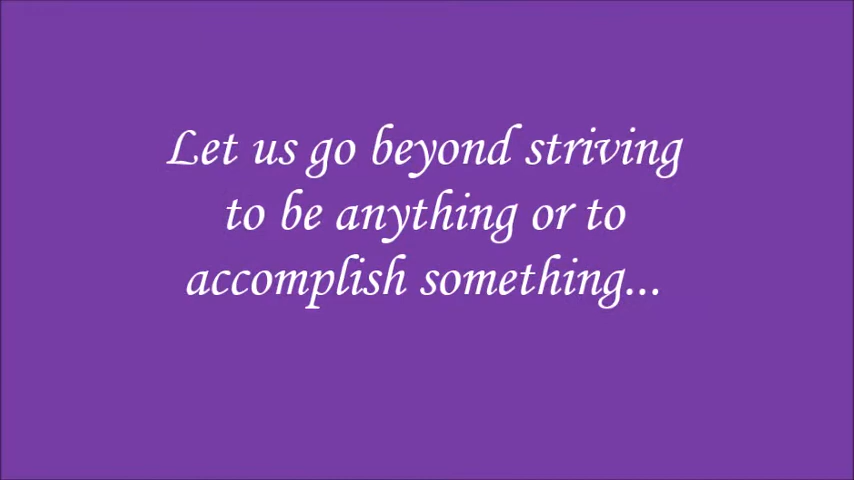 Let us go beyond striving
to be anything or to
accomplish something...